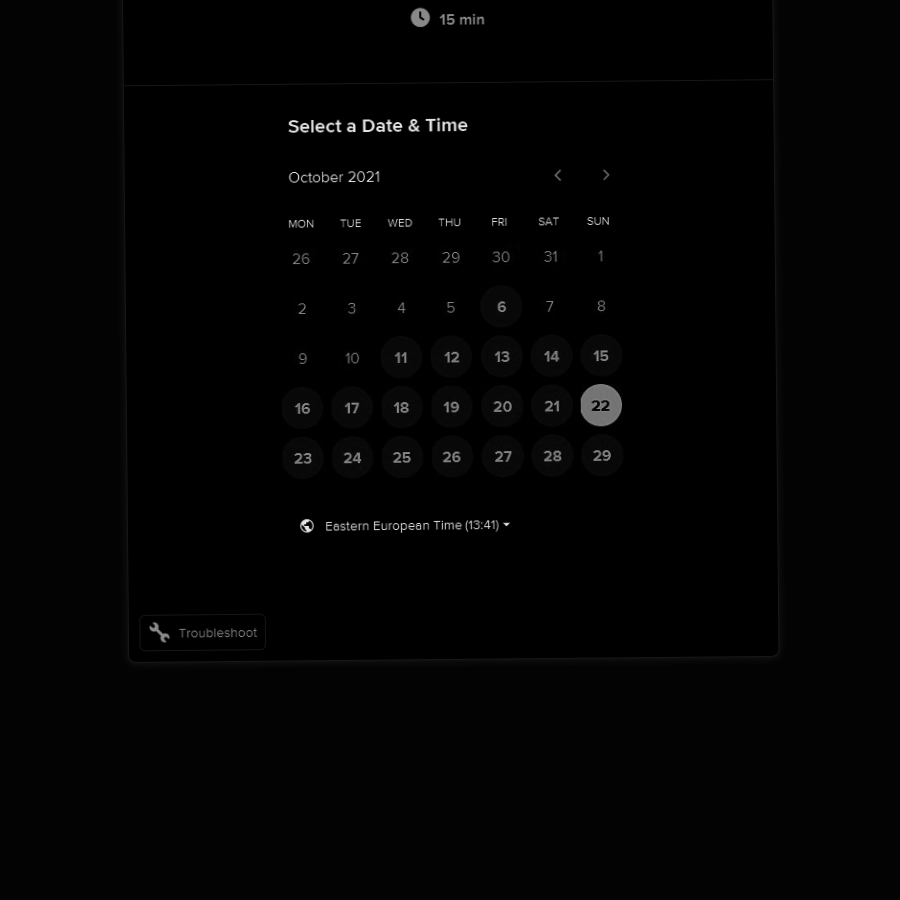 15 min
Select a Date & Time
October 2021
MON TUE WED THU FRI SAT SUN
26 27 28 29 30 31 1
2 3 4 5 6 7 8
9 10 11 12 13 14 15
16 17 18 19 20 21 22
23 24 25 26 27 28 29
Eastern European Time (13:41)
Troubleshoot